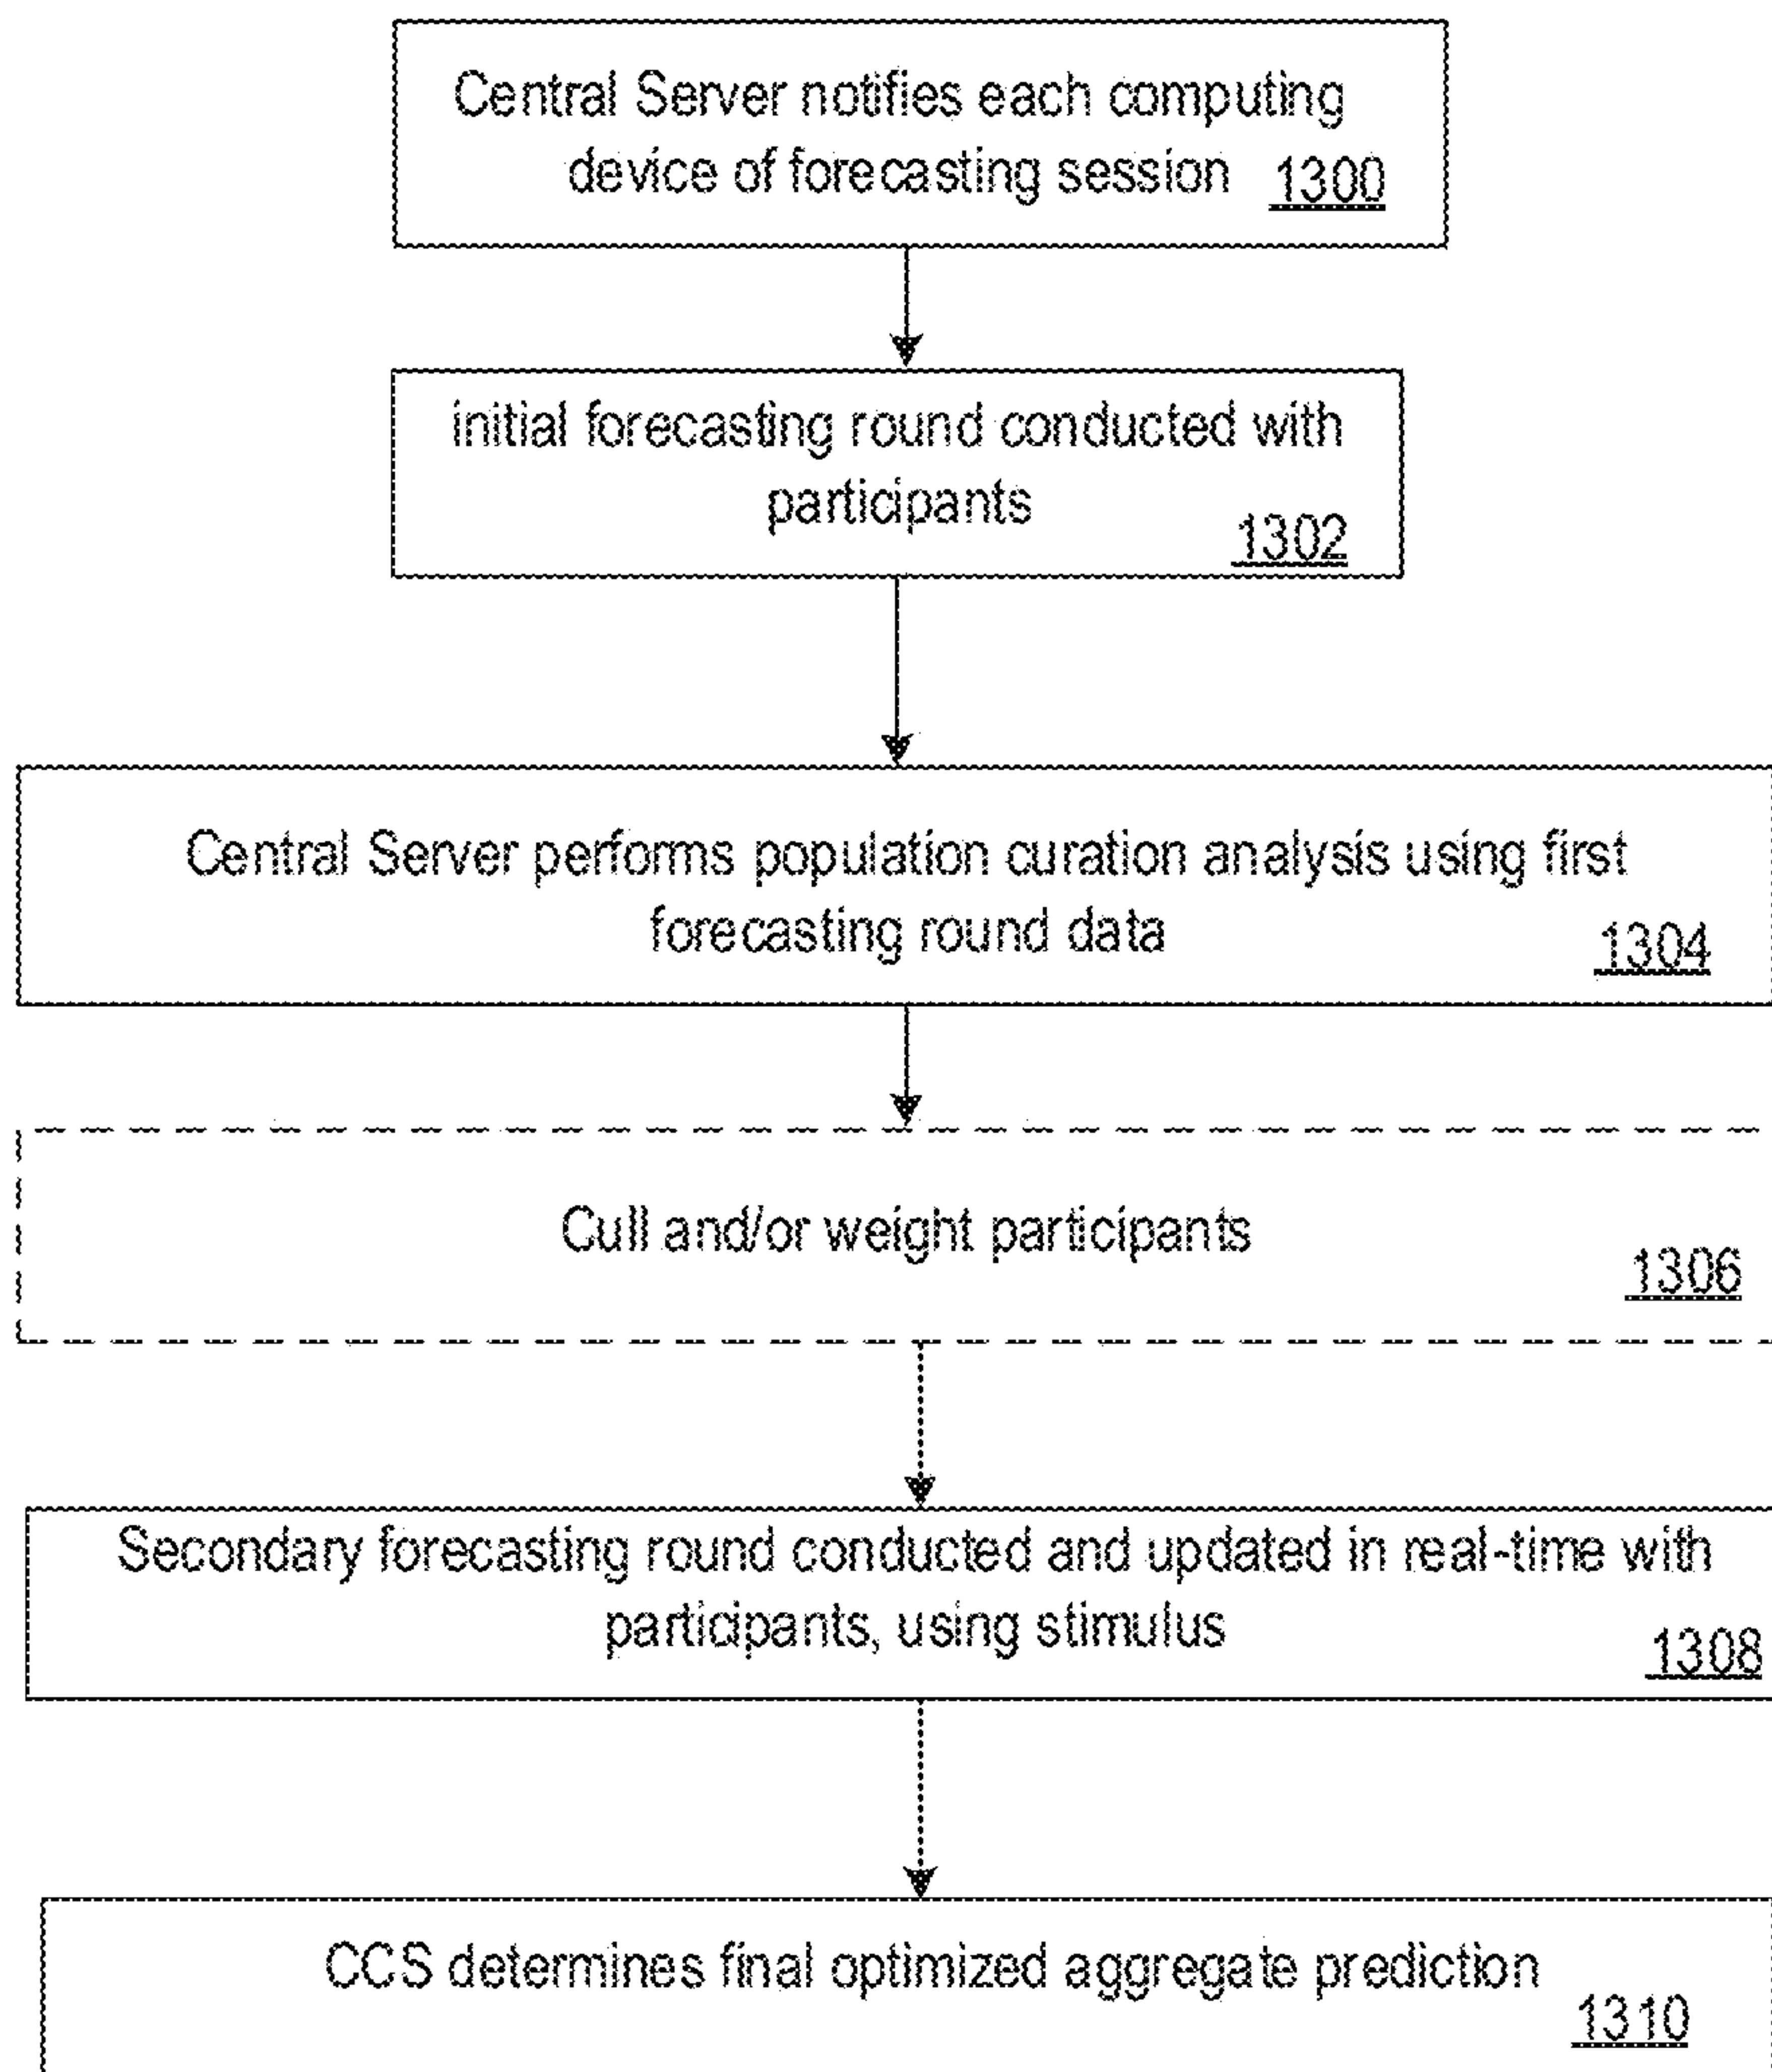 Central Server notifies each computing
device of forecasting session 1300
initial forecasting round conducted with
participants
1302
Central Server performs population curation analysis using first
forecasting round data
1304
Cull and/or weight participants
1306
Secondary forecasting round conducted and updated in real-time with
participants, using stimulus
1308
CCS determines final optimized aggregate prediction
1310